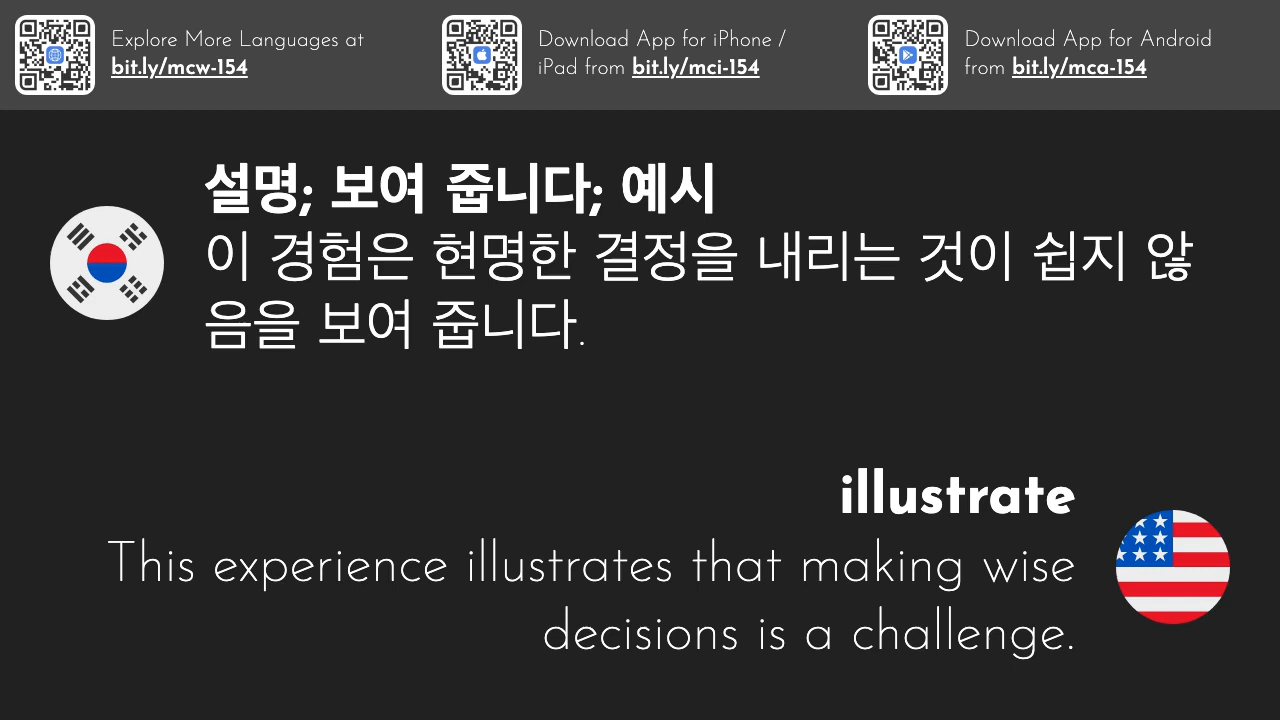 Explore More Languages at
bit.ly/mcw-154
Download App for iPhone /
iPad from bit.ly/mci-154
Download App for Android
from bit.ly/mca-154
설명; 보여 줍니다; 예시
이 경험은 현명한 결정을 내리는 것이 쉽지 않
음을 보여 줍니다.
illustrate
This experience illustrates that making wise
decisions is a challenge.